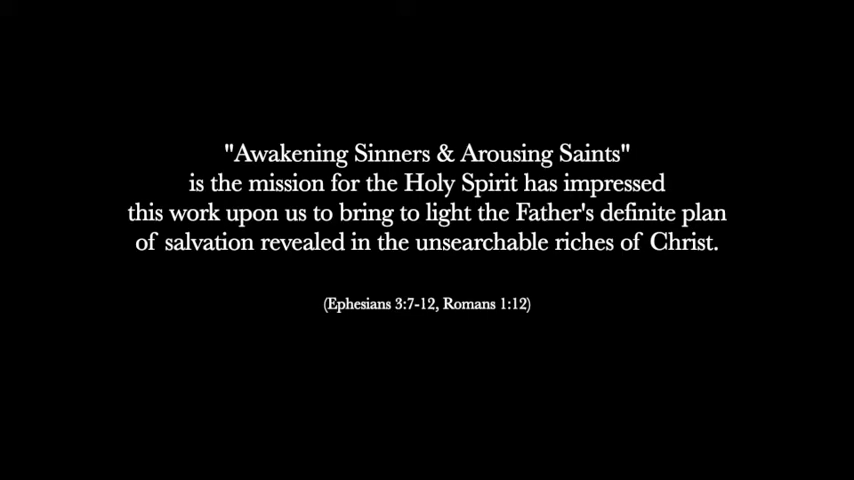 "Awakening Sinners & Arousing Saints"
is the mission for the Holy Spirit has impressed
this work upon us to bring to light the Father's definite plan
of salvation revealed in the unsearchable riches of Christ.
(Ephesians 3:7-12, Romans 1:12)